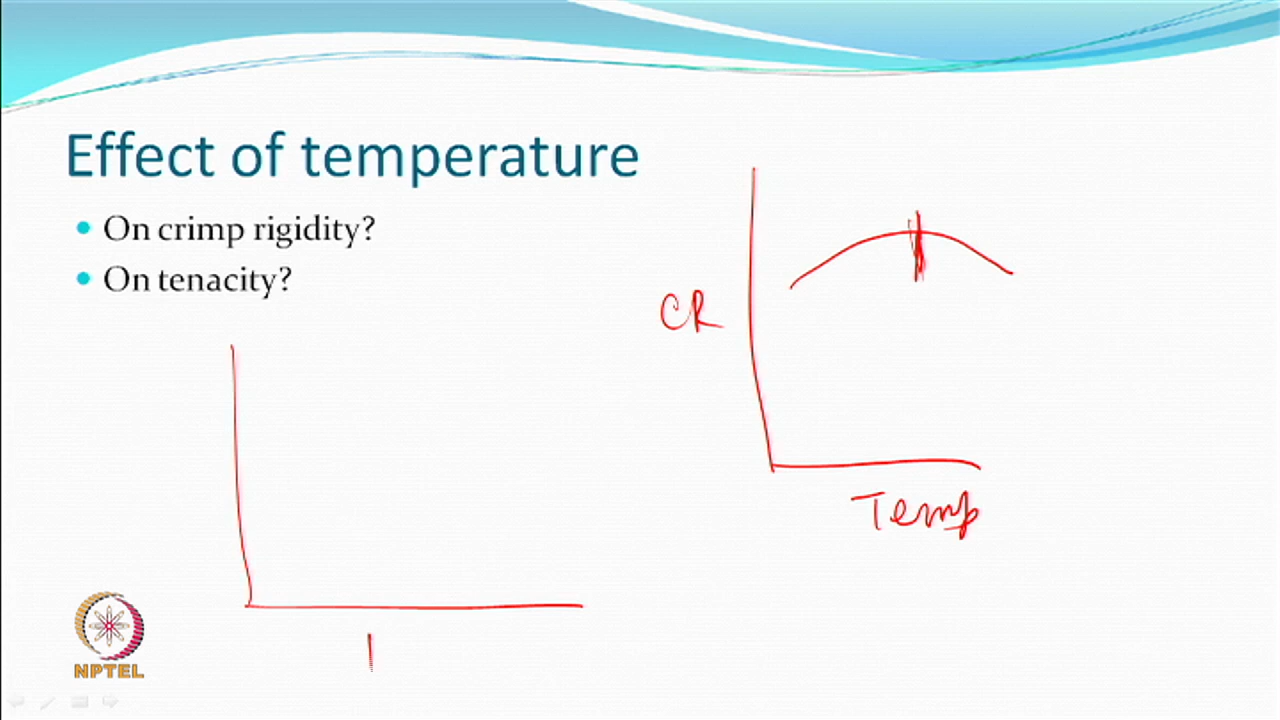 Effect of temperature
On crimp rigidity?
On tenacity?
CR
Temp
NPTEL